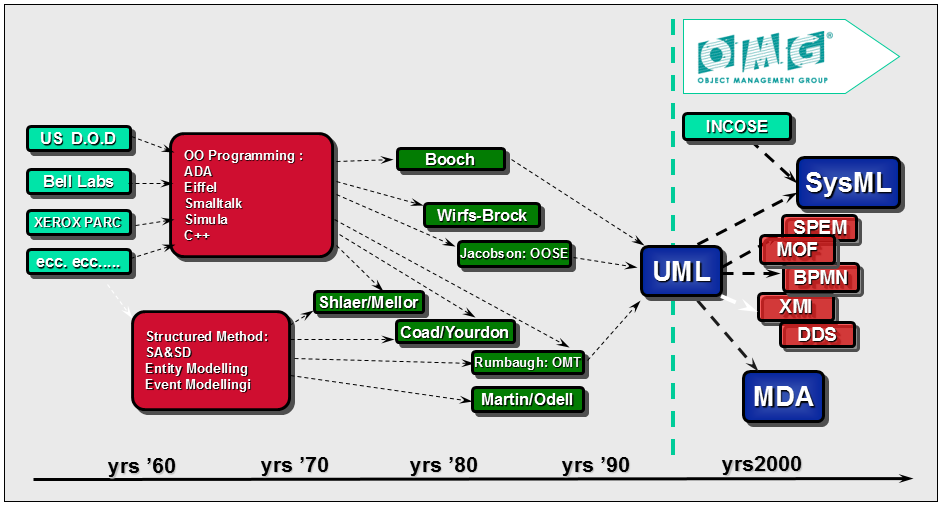 OMG®
OBJECT MANAGEMENT GROUP
US D.O.D
Bell Labs
XEROX PARC
ecc. ecc.....
OO Programming :
ADA
Eiffel
Smalltalk
Simula
C++
Structured Method:
SA&SD
Entity Modelling
Event Modellingi
Booch
Wirfs-Brock
Jacobson: OOSE
Shlaer/Mellor
Coad/Yourdon
Rumbaugh: OMT
Martin/Odell
UML
INCOSE
SysML
SPEM
MOF
BPMN
XMI
DDS
MDA
yrs ’60
yrs ’70
yrs ’80
yrs ’90
yrs2000